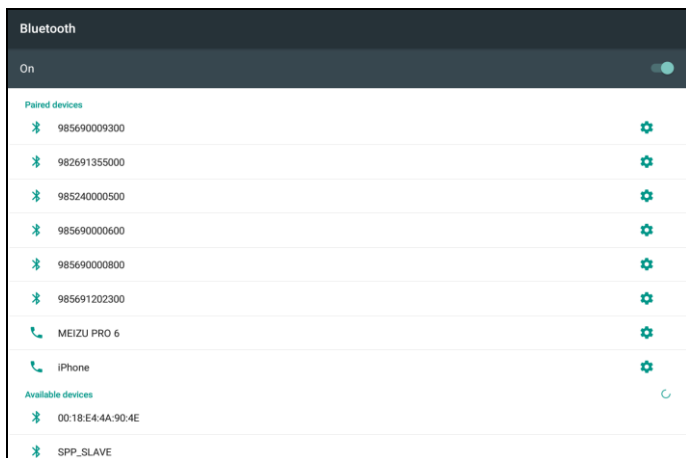 Bluetooth
On
Paired devices
985690009300
982691355000
985240000500
985690000600
985690000800
985691202300
MEIZU PRO 6
iPhone
Available devices
00:18:E4:4A:90:4E
SPP_SLAVE